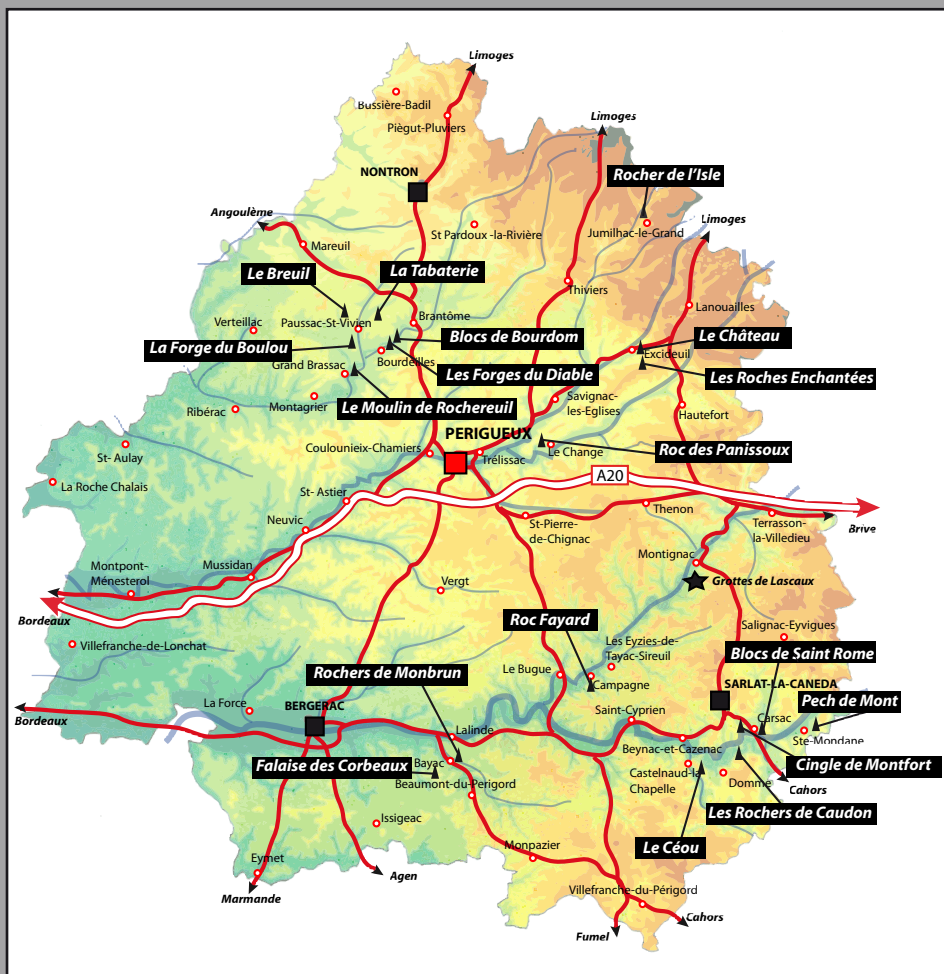 Limoges
Bussière-Badil
Piègut-Pluviers
Limoges
NONTRON
Rocher de l'Isle
Angoulême
Limoges
St Pardoux -la-Rivière
Jumilhac-le-Grand
Mareuil
Le Breuil
La Tabaterie
Thiviers
Lanouailles
Verteillac
Paussac-St-Vivien
Brantôme
La Forge du Boulou
Blocs de Bourdom
Le Château
Excideuil
Grand Brassac
Bourdeilles
Les Forges du Diable
Les Roches Enchantées
Ribérac
Montagrier
Le Moulin de Rochereuil
Savignac-
les-Eglises
Hautefort
PERIGUEUX
St- Aulay
Coulounieix-Chamiers
Trélissac
Le Change
Roc des Panissoux
La Roche Chalais
A20
St- Astier
Neuvic
St-Pierre-
de-Chignac
Thenon
Terrasson-
la-Villedieu
Brive
Montignac
Montpont-
Ménesterol
Mussidan
Vergt
Grottes de Lascaux
Bordeaux
Roc Fayard
Salignac-Eyvigues
Villefranche-de-Lonchat
Les Eyzies-de-
Tayac-Sireuil
Blocs de Saint Rome
Rochers de Monbrun
Le Bugue
Campagne
SARLAT-LA-CANEDA
Pech de Mont
La Force
BERGERAC
Saint-Cyprien
Carsac
Bordeaux
Lalinde
Beynac-et-Cazenac
Ste-Mondane
Falaise des Corbeaux
Bayac
Cingle de Montfort
Beaumont-du-Perigord
Castelnaud-la
Chapelle
Domme
Cahors
Les Rochers de Caudon
Issigeac
Le Céou
Monpazier
Eymet
Agen
Marmande
Villefranche-du-Périgord
Cahors
Fumel